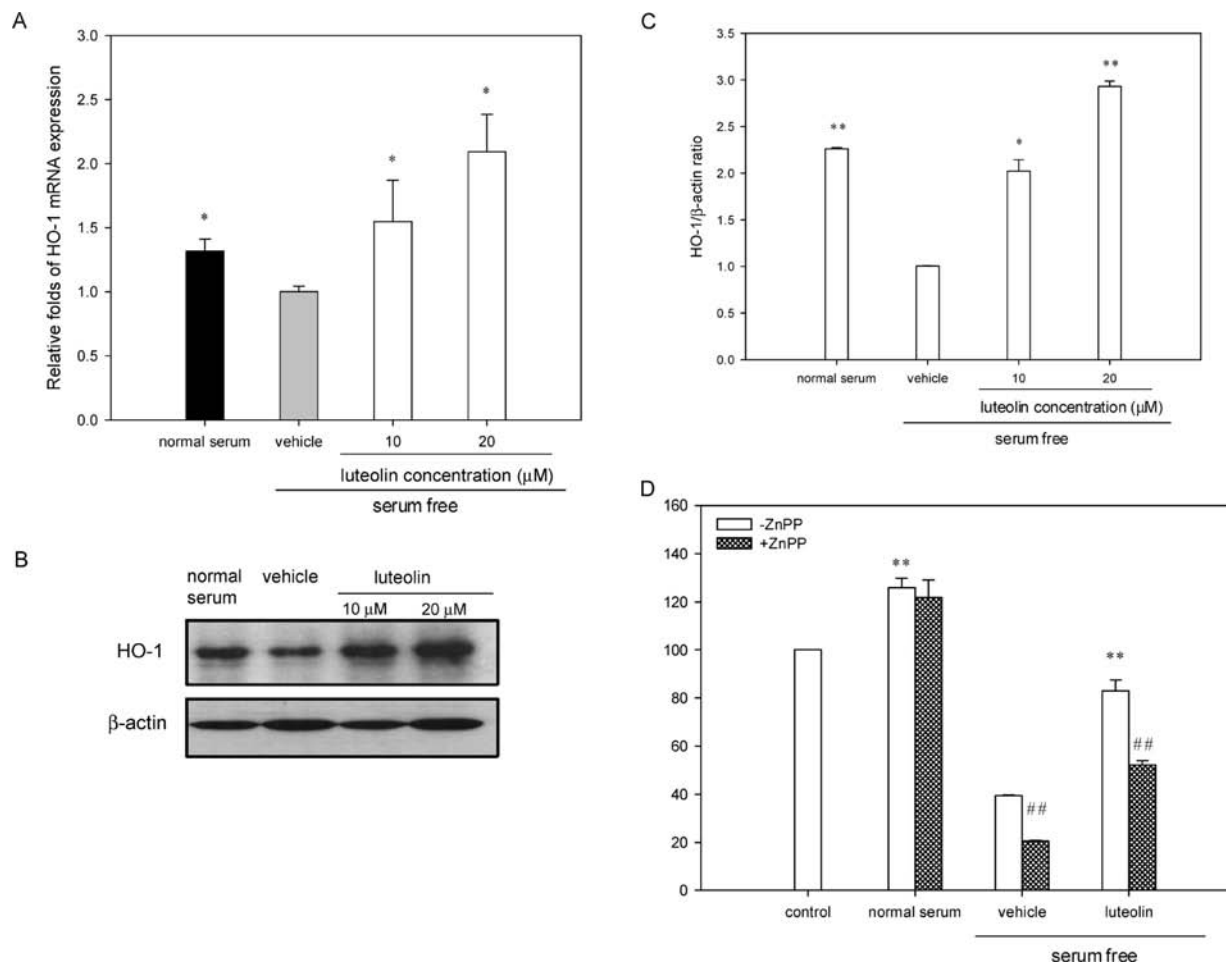 A
Relative folds of HO-1 mRNA expression
2.5
2.0
1.5
1.0
0.5
0.0
*
*
*
normal serum vehicle 10 20
luteolin concentration (μM)
serum free
B
normal serum vehicle luteolin
10 μM 20 μM
HO-1
β-actin
C
HO-1/β-actin ratio
3.5
3.0
2.5
2.0
1.5
1.0
0.5
0.0
**
*
**
normal serum vehicle 10 20
luteolin concentration (μM)
serum free
D
160
140
120
100
80
60
40
20
0
-ZnPP
+ZnPP
**
##
**
##
control normal serum vehicle luteolin
serum free